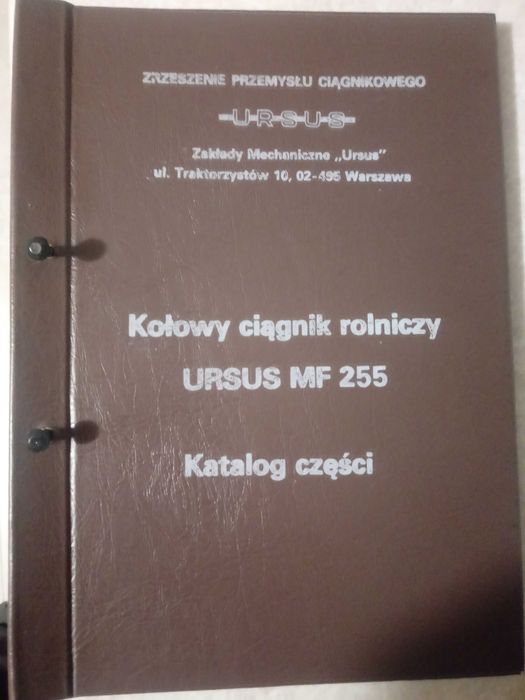 ZRZESZENIE PRZEMYSŁU CIĄGNIKOWEGO
URSUS
Zakłady Mechaniczne „Ursus"
ul. Traktorzystów 10, 02-495 Warszawa
Kołowy ciągnik rolniczy
URSUS MF 255
Katalog części